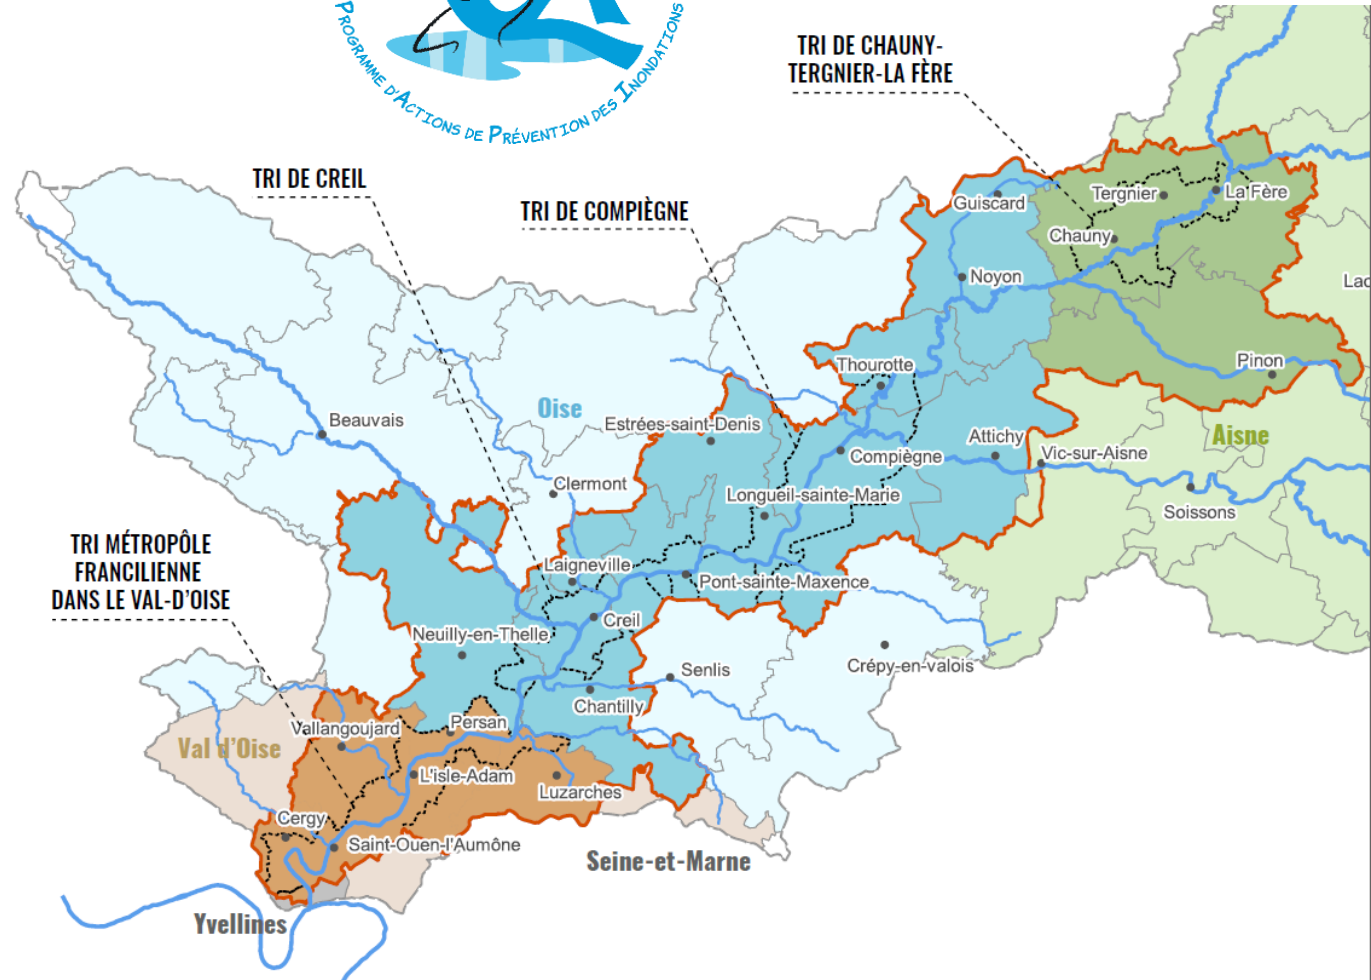 PROGRAMME D'ACTIONS DE PRÉVENTION DES INONDATIONS
TRI DE CHAUNY-
TERGNIER-LA FÈRE
TRI DE CREIL
TRI DE COMPIÈGNE
Guiscard
Tergnier
La Fère
Chauny
Noyon
Lao
Thourotte
Pinon
Oise
Beauvais
Estrées-saint-Denis
Aisne
Attichy
Compiègne
Vic-sur-Aisne
Clermont
Longueil-sainte-Marie
Soissons
TRI MÉTROPÔLE
FRANCILIENNE
DANS LE VAL-D'OISE
Laigneville
Pont-sainte-Maxence
Creil
Neuilly-en-Thelle
Senlis
Crépy-en-valois
Chantilly
Vallangoujard
Persan
Val d'Oise
L'isle-Adam
Luzarches
Cergy
Saint-Ouen-l'Aumône
Seine-et-Marne
Yvellines